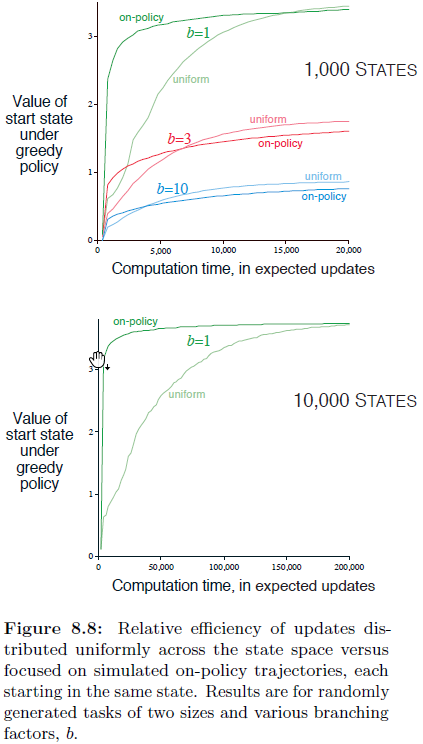 on-policy
b=1
3
uniform
1,000 STATES
Value of
start state
under
greedy
policy
2
uniform
b=3
on-policy
1
uniform
b=10
on-policy
0
0 5,000 10,000 15,000 20,000
Computation time, in expected updates
on-policy
b=1
3
uniform
10,000 STATES
Value of
start state
under
greedy
policy
2
1
0
0 50,000 100,000 150,000 200,000
Computation time, in expected updates
Figure 8.8: Relative efficiency of updates dis-
tributed uniformly across the state space versus
focused on simulated on-policy trajectories, each
starting in the same state. Results are for randomly
generated tasks of two sizes and various branching
factors, b.